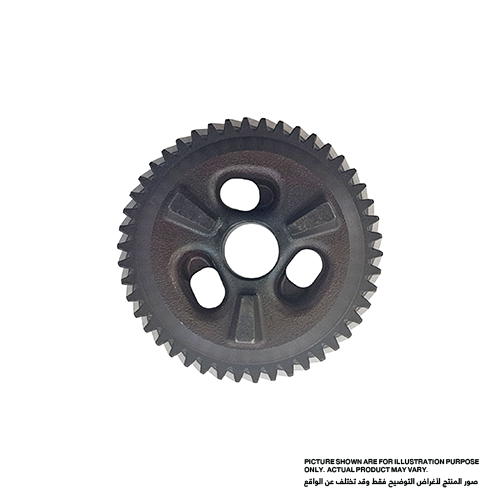 PICTURE SHOWN ARE FOR ILLUSTRATION PURPOSE
ONLY. ACTUAL PRODUCT MAY VARY.
صور المنتج لأغراض التوضيح فقط وقد تختلف عن الواقع